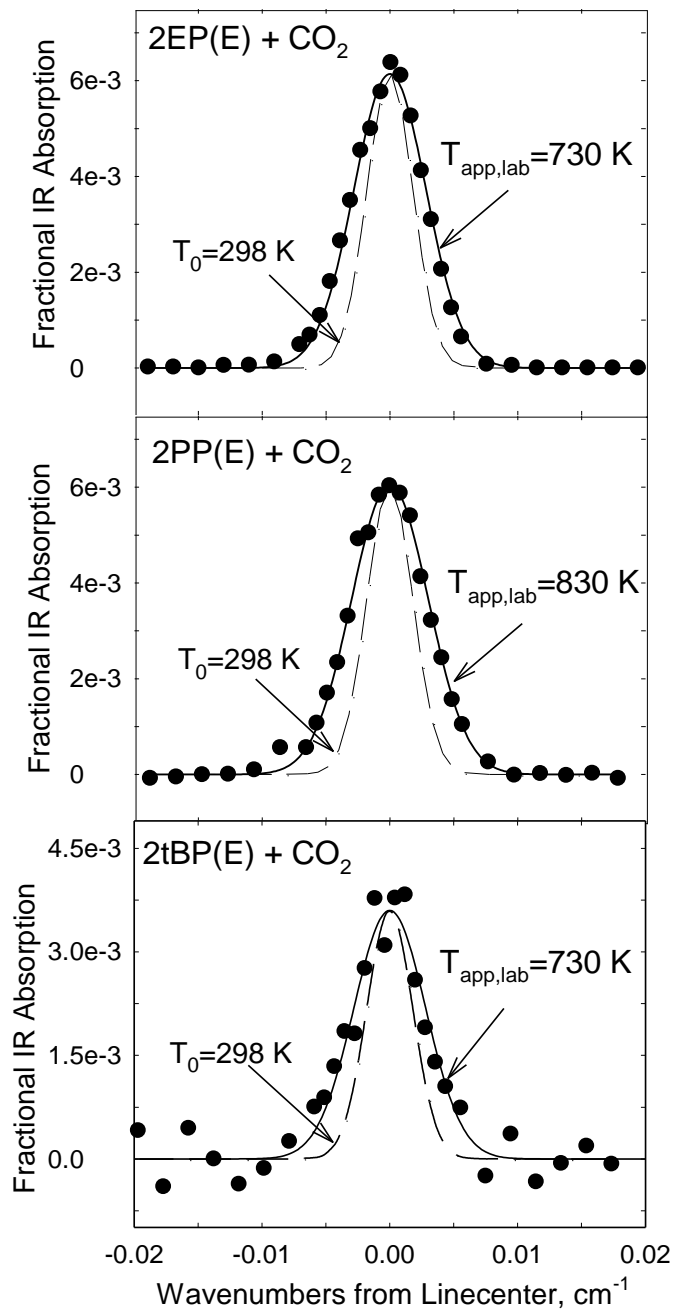 2EP(E) + CO₂
Fractional IR Absorption
6e-3
4e-3
2e-3
0
T₀=298 K
T_app,lab=730 K
2PP(E) + CO₂
Fractional IR Absorption
6e-3
4e-3
2e-3
0
T₀=298 K
T_app,lab=830 K
2tBP(E) + CO₂
Fractional IR Absorption
4.5e-3
3.0e-3
1.5e-3
0.0
T₀=298 K
T_app,lab=730 K
-0.02 -0.01 0.00 0.01 0.02
Wavenumbers from Linecenter, cm⁻¹